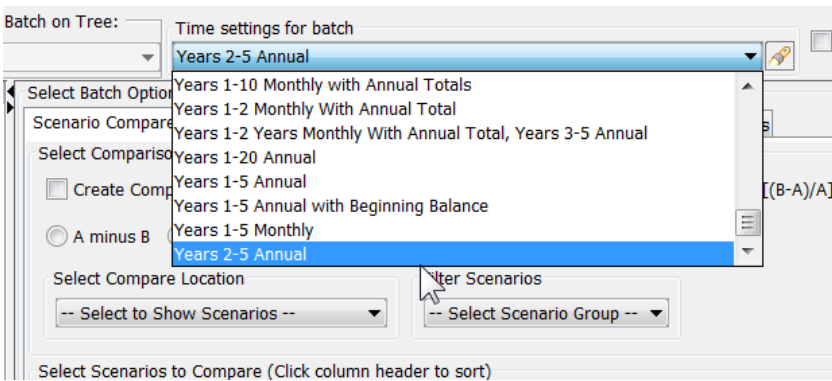 Batch on Tree:
Time settings for batch
Years 2-5 Annual
Years 1-10 Monthly with Annual Totals
Select Batch Option
Years 1-2 Monthly With Annual Total
Scenario Compare
Years 1-2 Years Monthly With Annual Total, Years 3-5 Annual
s
Select Compariso
Years 1-20 Annual
Create Comp
Years 1-5 Annual
[(B-A)/A]
Years 1-5 Annual with Beginning Balance
A minus B
Years 1-5 Monthly
Years 2-5 Annual
Select Compare Location
Filter Scenarios
-- Select to Show Scenarios --
-- Select Scenario Group --
Select Scenarios to Compare (Click column header to sort)